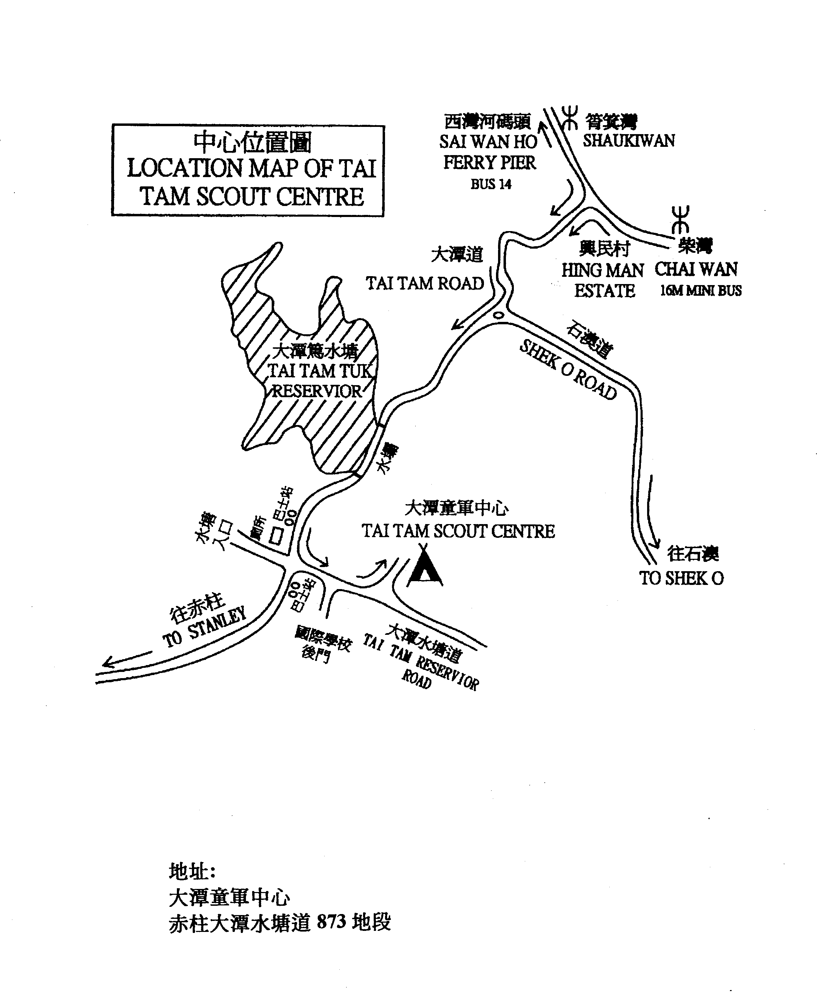 中心位置圖
LOCATION MAP OF TAI
TAM SCOUT CENTRE
西灣河碼頭
SAI WAN HO
FERRY PIER
BUS 14
筲箕灣
SHAUKIWAN
興民村
HING MAN
ESTATE
柴灣
CHAI WAN
16M MINI BUS
大潭道
TAI TAM ROAD
石澳道
SHEK O ROAD
大潭篤水塘
TAI TAM TUK
RESERVIOR
水壩
巴士站
廁所
水塘
入口
大潭童軍中心
TAI TAM SCOUT CENTRE
往石澳
TO SHEK O
巴士站
往赤柱
TO STANLEY
國際學校
後門
大潭水塘道
TAI TAM RESERVIOR
ROAD
地址:
大潭童軍中心
赤柱大潭水塘道 873 地段